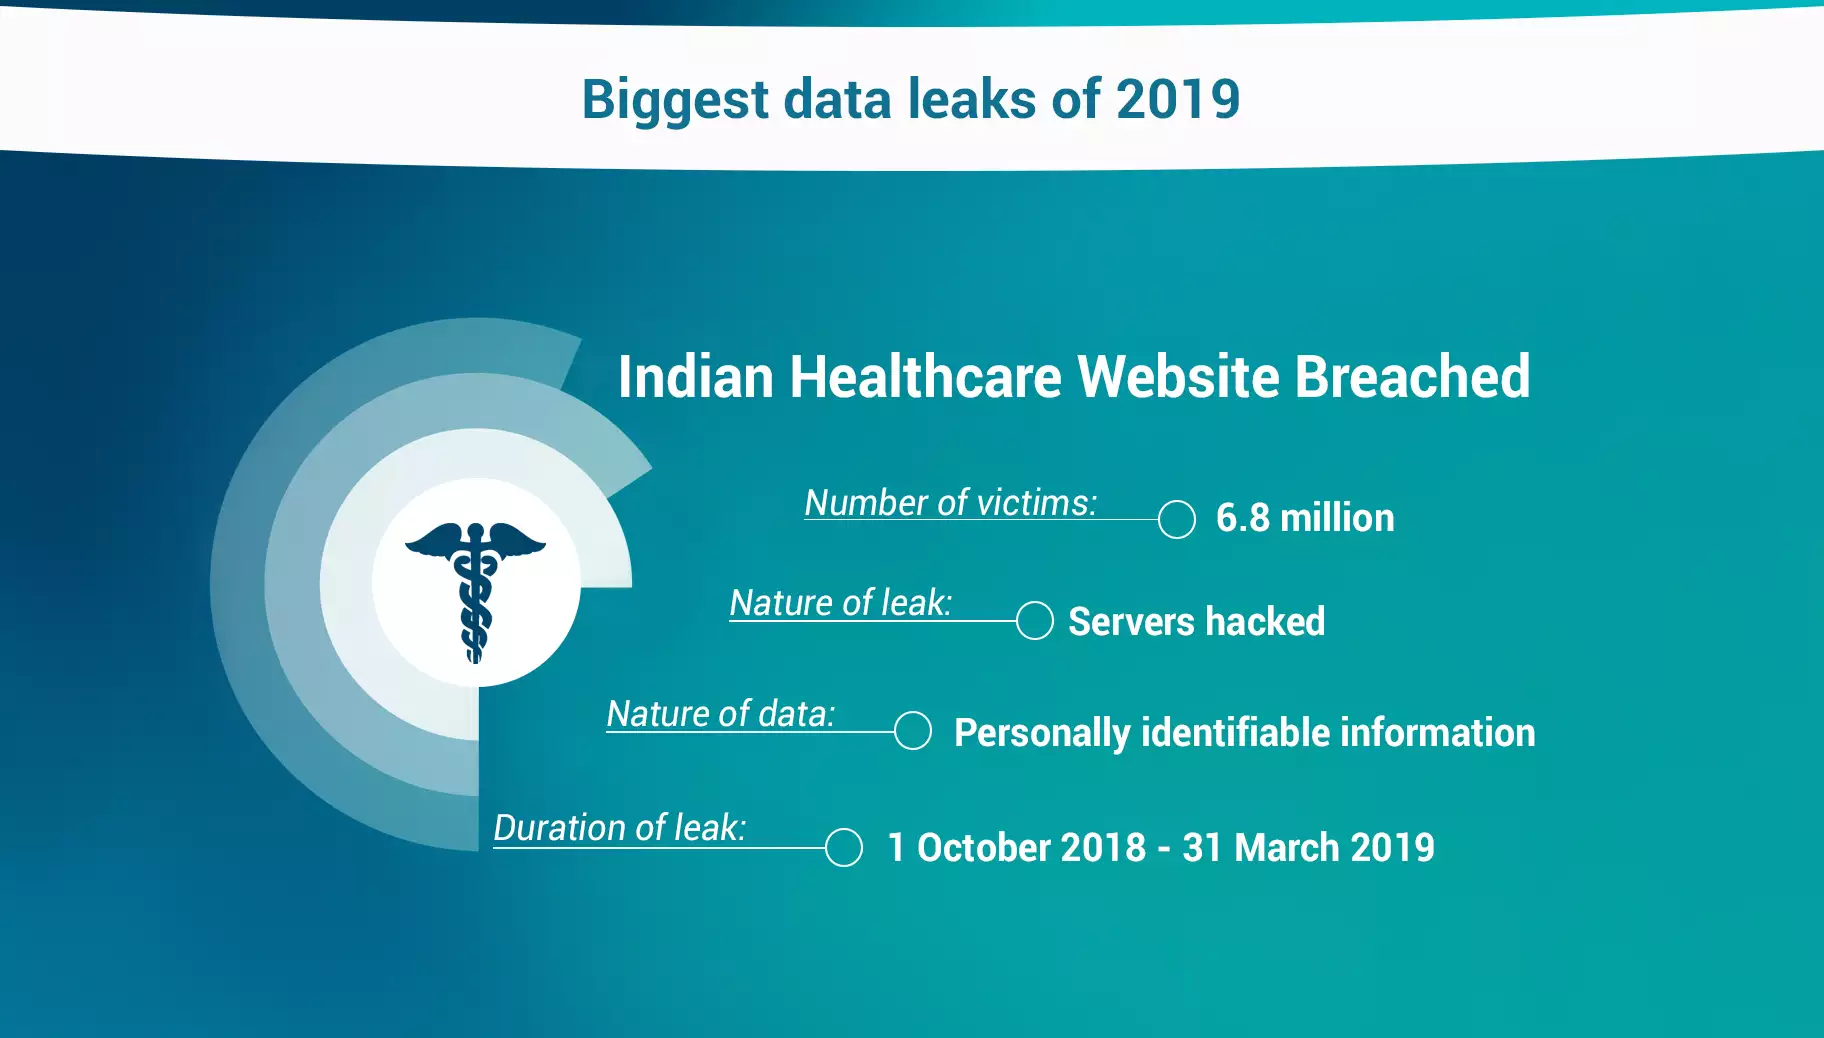 Biggest data leaks of 2019
Indian Healthcare Website Breached
Number of victims: 6.8 million
Nature of leak: Servers hacked
Nature of data: Personally identifiable information
Duration of leak: 1 October 2018 - 31 March 2019